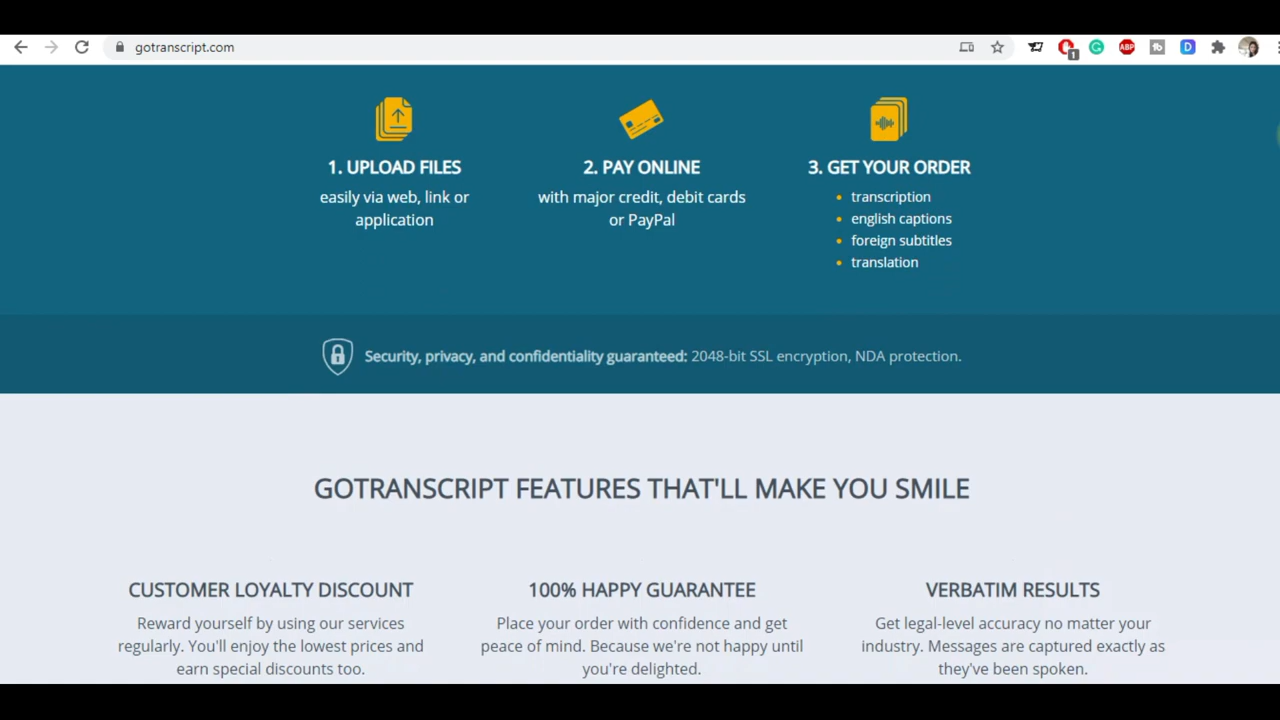 gotranscript.com
1
ABP
tb
D
1. UPLOAD FILES
easily via web, link or
application
2. PAY ONLINE
with major credit, debit cards
or PayPal
3. GET YOUR ORDER
transcription
english captions
foreign subtitles
translation
Security, privacy, and confidentiality guaranteed: 2048-bit SSL encryption, NDA protection.
GOTRANSCRIPT FEATURES THAT'LL MAKE YOU SMILE
CUSTOMER LOYALTY DISCOUNT
Reward yourself by using our services
regularly. You'll enjoy the lowest prices and
earn special discounts too.
100% HAPPY GUARANTEE
Place your order with confidence and get
peace of mind. Because we're not happy until
you're delighted.
VERBATIM RESULTS
Get legal-level accuracy no matter your
industry. Messages are captured exactly as
they've been spoken.